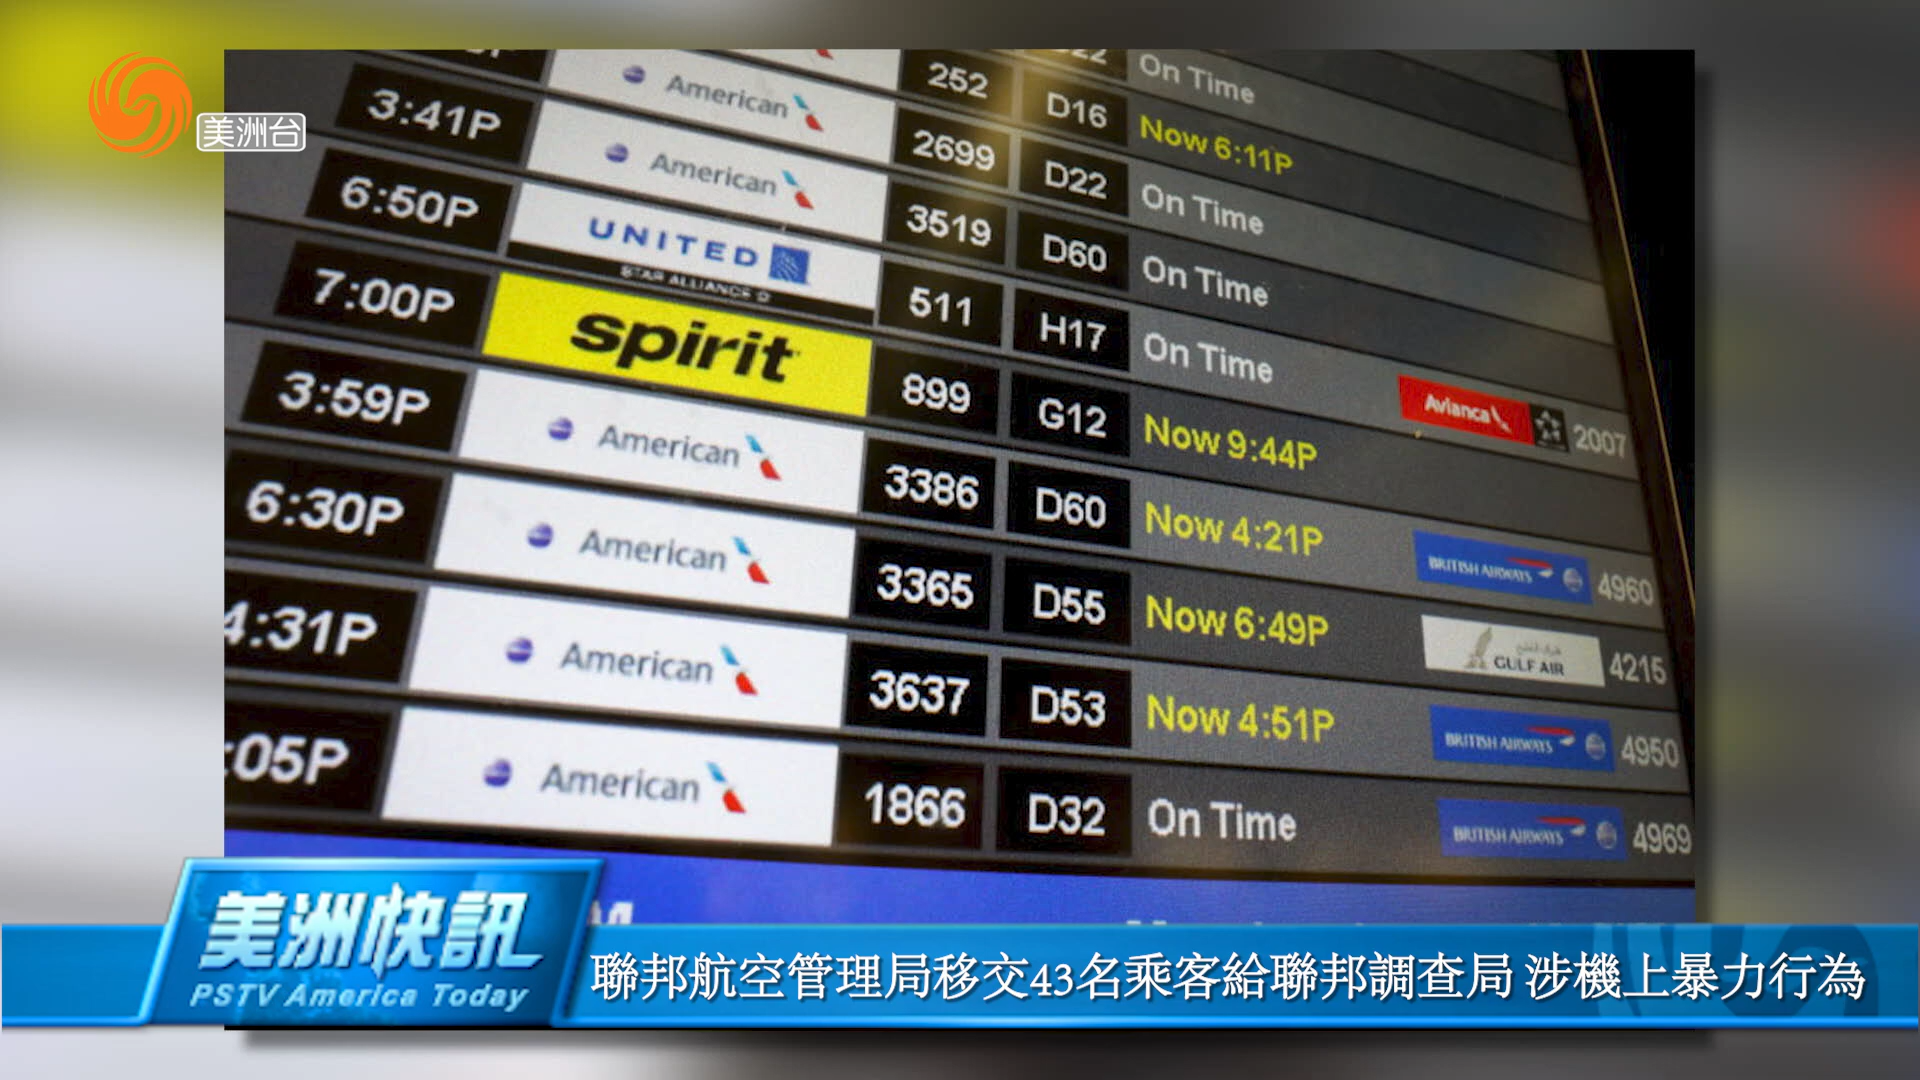 美洲台
22 On Time
American 252 D16 Now 6:11P
3:41P American 2699 D22 On Time
6:50P UNITED 3519 D60 On Time
STAR ALLIANCE
7:00P spirit 511 H17 On Time Avianca 2007
3:59P American 899 G12 Now 9:44P
6:30P American 3386 D60 Now 4:21P BRITISH AIRWAYS 4960
4:31P American 3365 D55 Now 6:49P GULF AIR 4215
:05P American 3637 D53 Now 4:51P BRITISH AIRWAYS 4950
1866 D32 On Time BRITISH AIRWAYS 4969
美洲快訊
PSTV America Today
聯邦航空管理局移交43名乘客給聯邦調查局 涉機上暴力行為